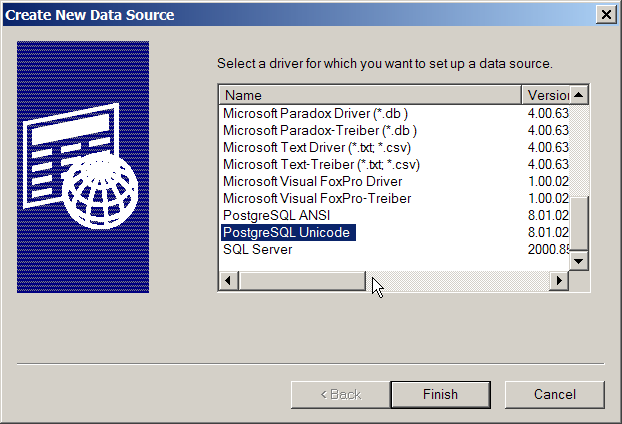 Create New Data Source
Select a driver for which you want to set up a data source.
Name Version
Microsoft Paradox Driver (*.db ) 4.00.63
Microsoft Paradox-Treiber (*.db ) 4.00.63
Microsoft Text Driver (*.txt; *.csv) 4.00.63
Microsoft Text-Treiber (*.txt; *.csv) 4.00.63
Microsoft Visual FoxPro Driver 1.00.02
Microsoft Visual FoxPro-Treiber 1.00.02
PostgreSQL ANSI 8.01.02
PostgreSQL Unicode 8.01.02
SQL Server 2000.85
< Back Finish Cancel